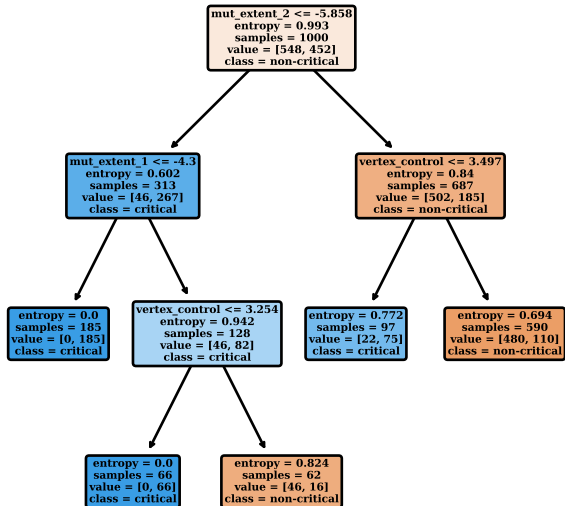 mut_extent_2 <= -5.858
entropy = 0.993
samples = 1000
value = [548, 452]
class = non-critical
mut_extent_1 <= -4.3
entropy = 0.602
samples = 313
value = [46, 267]
class = critical
vertex_control <= 3.497
entropy = 0.84
samples = 687
value = [502, 185]
class = non-critical
entropy = 0.0
samples = 185
value = [0, 185]
class = critical
vertex_control <= 3.254
entropy = 0.942
samples = 128
value = [46, 82]
class = critical
entropy = 0.772
samples = 97
value = [22, 75]
class = critical
entropy = 0.694
samples = 590
value = [480, 110]
class = non-critical
entropy = 0.0
samples = 66
value = [0, 66]
class = critical
entropy = 0.824
samples = 62
value = [46, 16]
class = non-critical